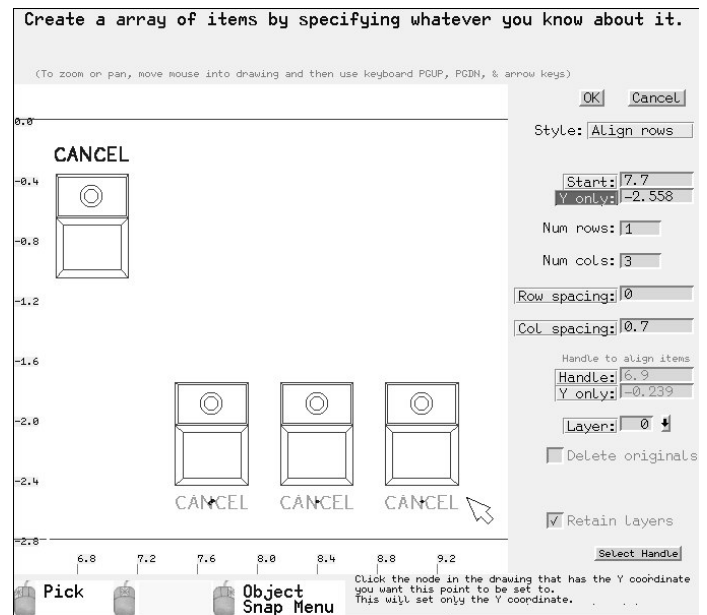 Create a array of items by specifying whatever you know about it.
(To zoom or pan, move mouse into drawing and then use keyboard PGUP, PGDN, & arrow keys)
OK Cancel
0.0
Style: Align rows
CANCEL
-0.4
Start: 7.7
Y only: -2.558
Num rows: 1
-0.8
Num cols: 3
Row spacing: 0
-1.2
Col spacing: 0.7
-1.6
Handle to align items
Handle: 6.9
Y only: -0.239
-2.0
Layer: 0
Delete originals
-2.4
CANCEL CANCEL CANCEL
Retain Layers
-2.8
Select Handle
6.8 7.2 7.6 8.0 8.4 8.8 9.2
Pick
Object
Snap Menu
Click the node in the drawing that has the Y coordinate
you want this point to be set to.
This will set only the Y coordinate.